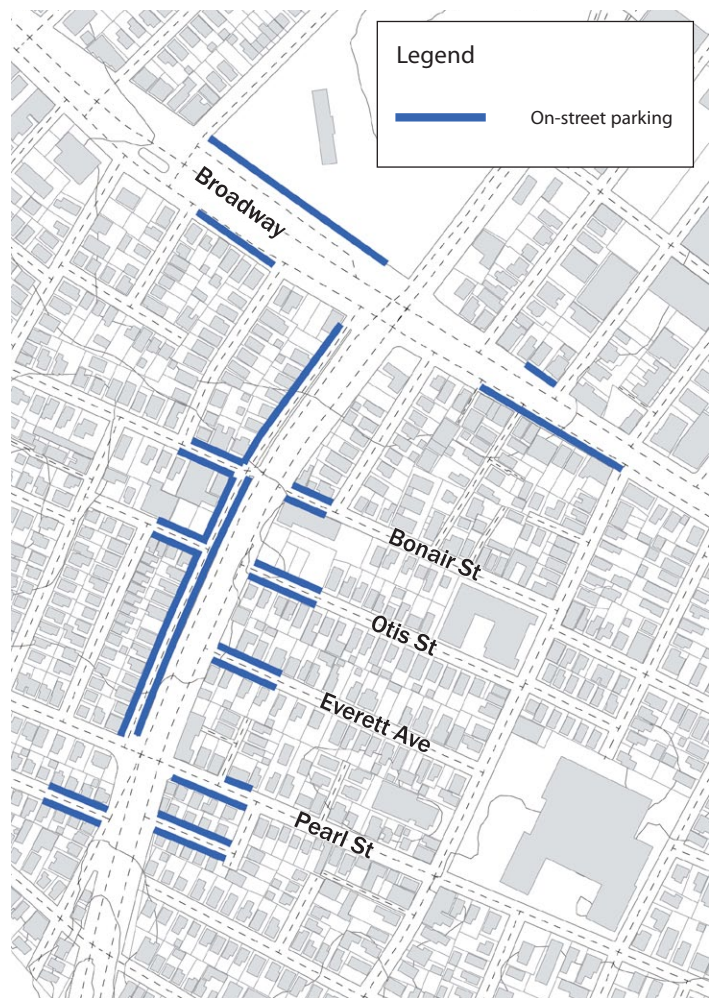 Legend
On-street parking
Broadway
Bonair St
Otis St
Everett Ave
Pearl St